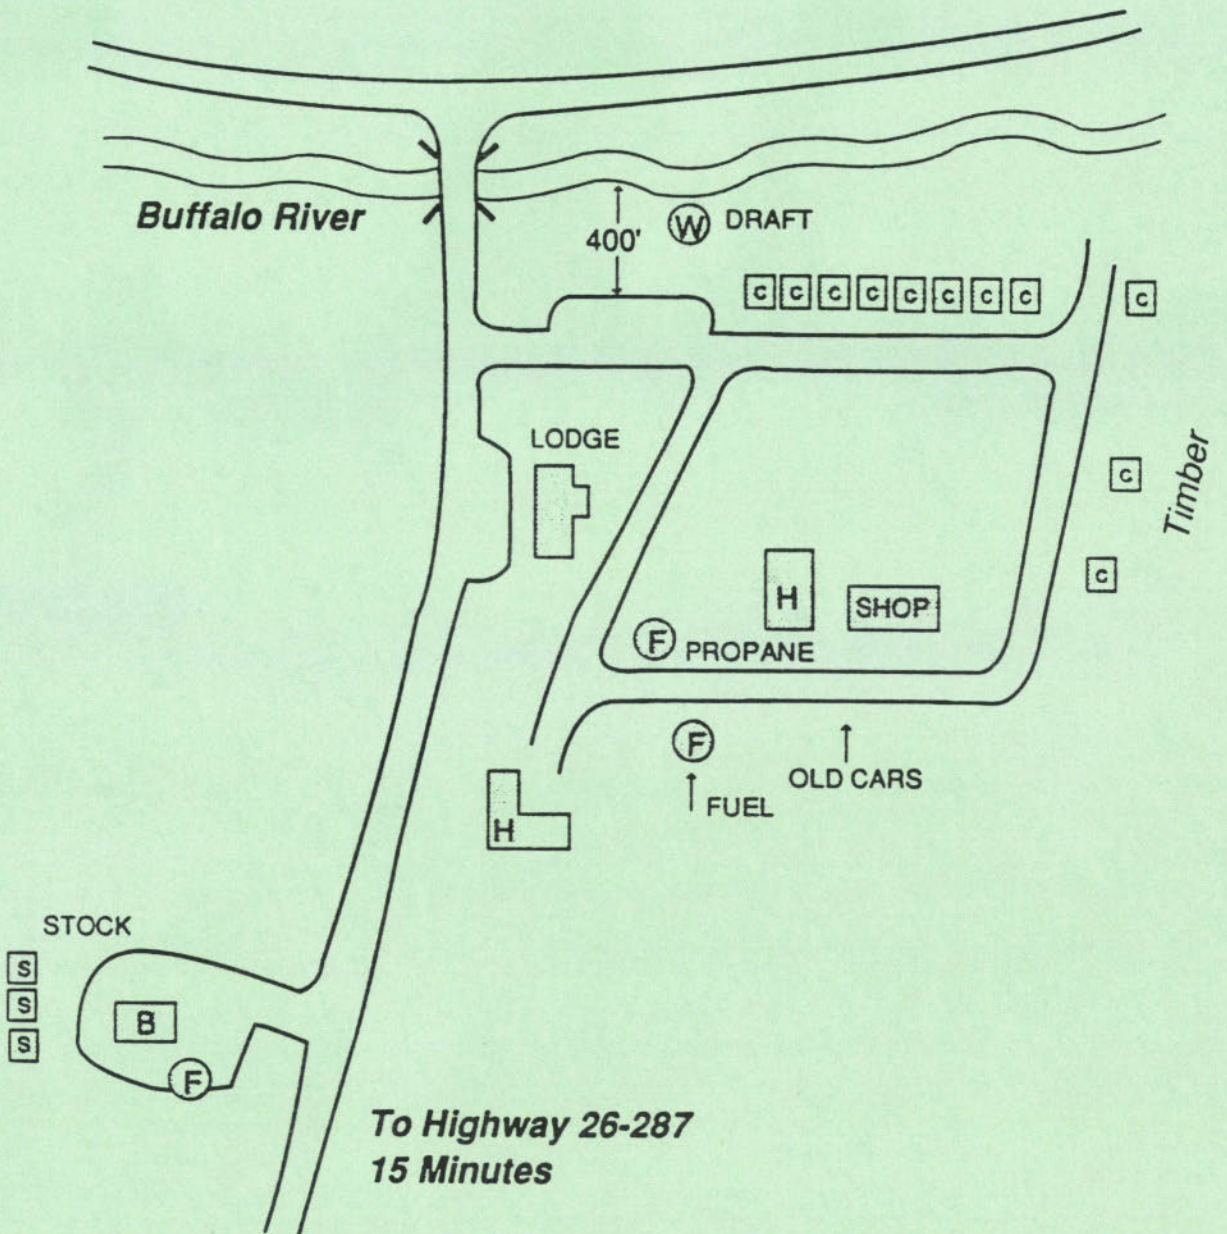 Buffalo River
400'
W DRAFT
C C C C C C C C C
LODGE
C
Timber
C
H
SHOP
F PROPANE
F
OLD CARS
FUEL
H
STOCK
S
S
B
S
F
To Highway 26-287
15 Minutes